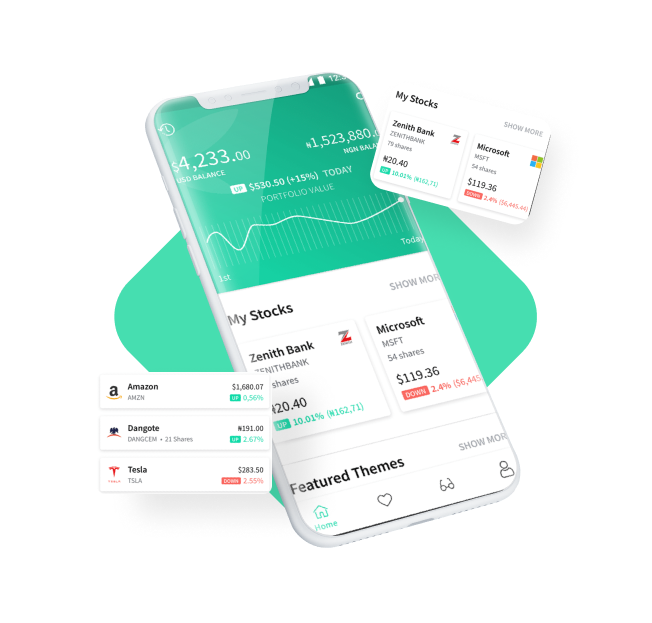 12:3
$4,233.00
USD BALANCE
₦1,523,880.
NGN BALA
UP $530.50 (+15%) TODAY
PORTFOLIO VALUE
1st
Today
My Stocks
SHOW MOR
Zenith Bank
ZENITHBANK
shares
₦20.40
UP 10.01% (₦162,71)
Microsoft
MSFT
54 shares
$119.36
DOWN 2.4% ($6,445
Featured Themes
SHOW MOR
Home
My Stocks
SHOW MORE
Zenith Bank
ZENITHBANK
79 shares
₦20.40
UP 10.01% (₦162,71)
Microsoft
MSFT
54 shares
$119.36
DOWN 2.4% ($6,445.44)
Amazon
AMZN
$1,680.07
UP 0,56%
Dangote
DANGCEM • 21 Shares
₦191.00
UP 2.67%
Tesla
TSLA
$283.50
DOWN 2.55%
TESLA